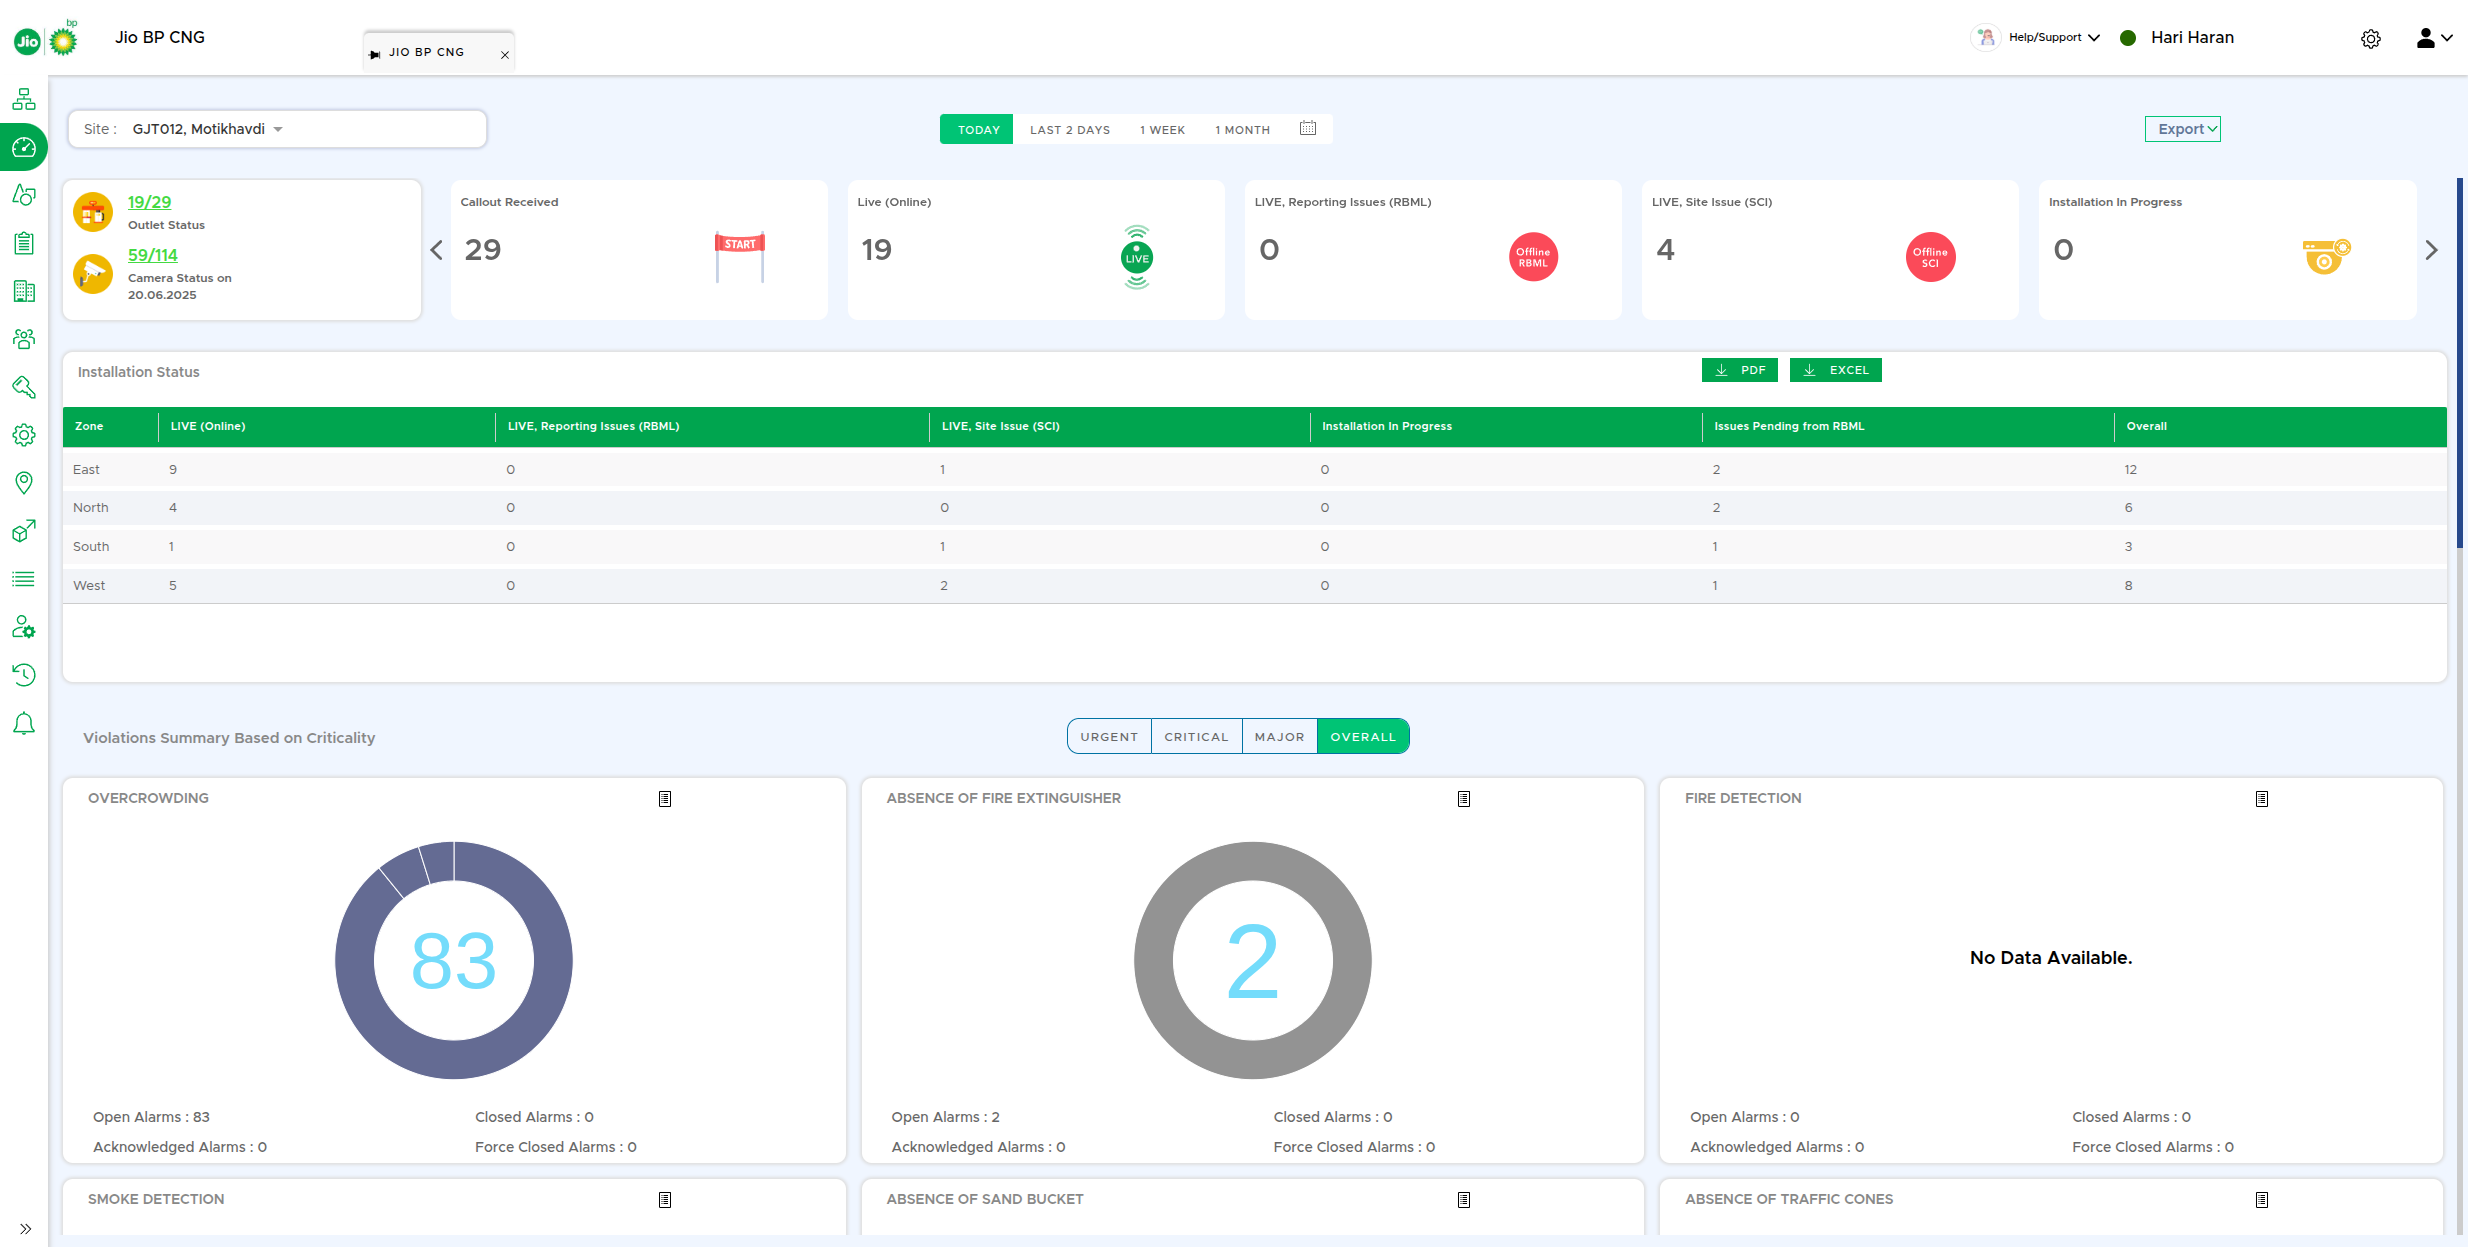 Jio
bp
Jio BP CNG
JIO BP CNG
Help/Support
Hari Haran
Site : GJT012, Motikhavdi
TODAY LAST 2 DAYS 1 WEEK 1 MONTH
Export
19/29
Outlet Status
59/114
Camera Status on
20.06.2025
Callout Received
29
START
Live (Online)
19
LIVE
LIVE, Reporting Issues (RBML)
0
Offline
RBML
LIVE, Site Issue (SCI)
4
Offline
SCI
Installation In Progress
0
Installation Status
PDF
EXCEL
Zone LIVE (Online) LIVE, Reporting Issues (RBML) LIVE, Site Issue (SCI) Installation In Progress Issues Pending from RBML Overall
East 9 0 1 0 2 12
North 4 0 0 0 2 6
South 1 0 1 0 1 3
West 5 0 2 0 1 8
Violations Summary Based on Criticality
URGENT CRITICAL MAJOR OVERALL
OVERCROWDING
83
Open Alarms : 83 Closed Alarms : 0
Acknowledged Alarms : 0 Force Closed Alarms : 0
ABSENCE OF FIRE EXTINGUISHER
2
Open Alarms : 2 Closed Alarms : 0
Acknowledged Alarms : 0 Force Closed Alarms : 0
FIRE DETECTION
No Data Available.
Open Alarms : 0 Closed Alarms : 0
Acknowledged Alarms : 0 Force Closed Alarms : 0
SMOKE DETECTION
ABSENCE OF SAND BUCKET
ABSENCE OF TRAFFIC CONES